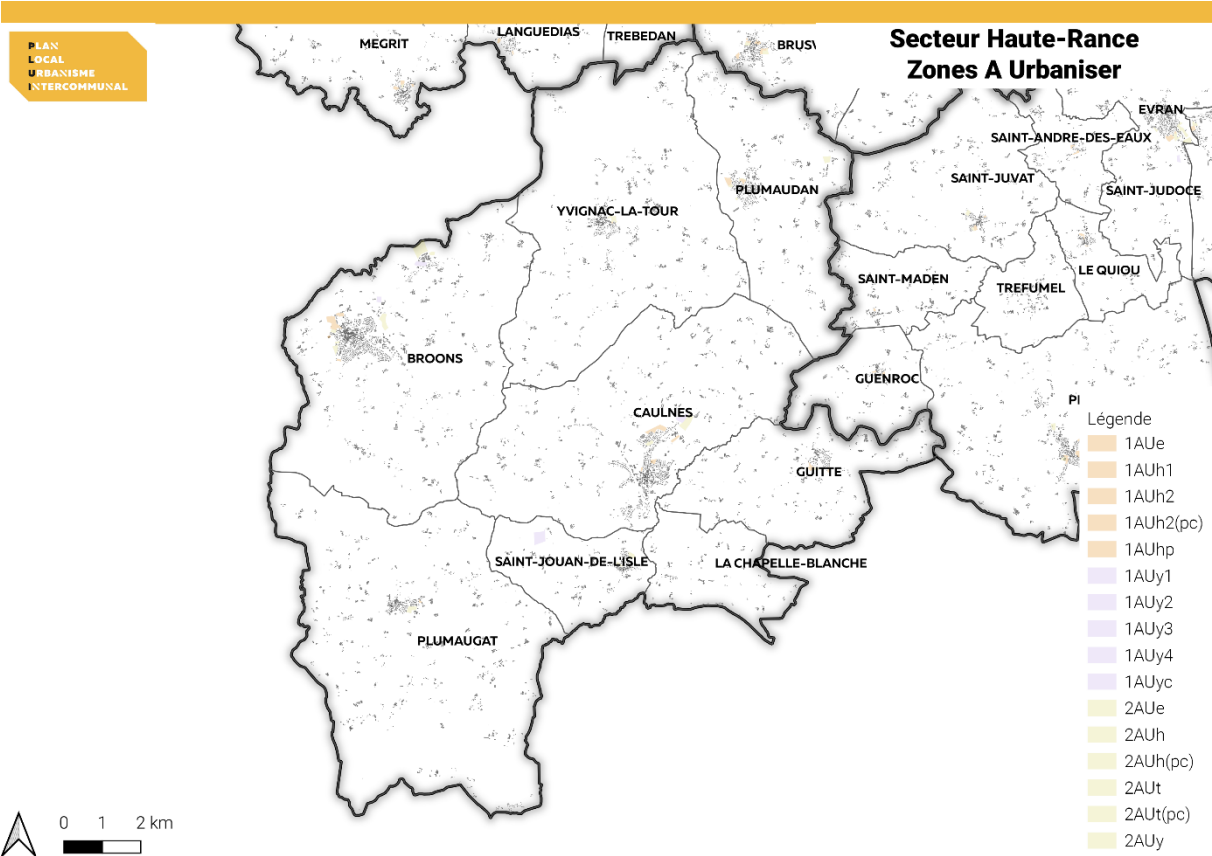 PLAN
LOCAL
URBANISME
INTERCOMMUNAL
Secteur Haute-Rance
Zones A Urbaniser
MEGRIT
LANGUEDIAS
TREBEDAN
BRUSV
EVRAN
SAINT-ANDRE-DES-EAUX
SAINT-JUVAT
SAINT-JUDOCE
PLUMAUDAN
YVIGNAC-LA-TOUR
SAINT-MADEN
LE QUIOU
TREFUMEL
BROONS
GUENROC
CAULNES
GUITTE
SAINT-JOUAN-DE-L'ISLE
LA CHAPELLE-BLANCHE
PLUMAUGAT
Légende
1AUe
1AUh1
1AUh2
1AUh2(pc)
1AUhp
1AUy1
1AUy2
1AUy3
1AUy4
1AUyc
2AUe
2AUh
2AUh(pc)
2AUt
2AUt(pc)
2AUy
0 1 2 km